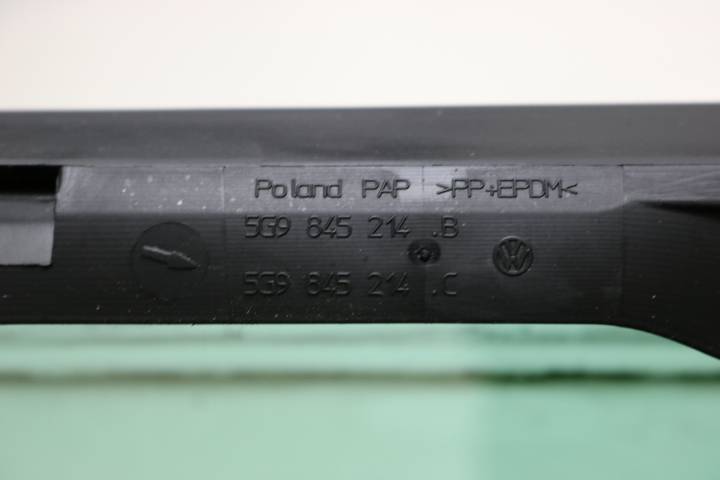 Poland PAP >PP+EPDM<
5G9 845 214 .B
5G9 845 214 .C